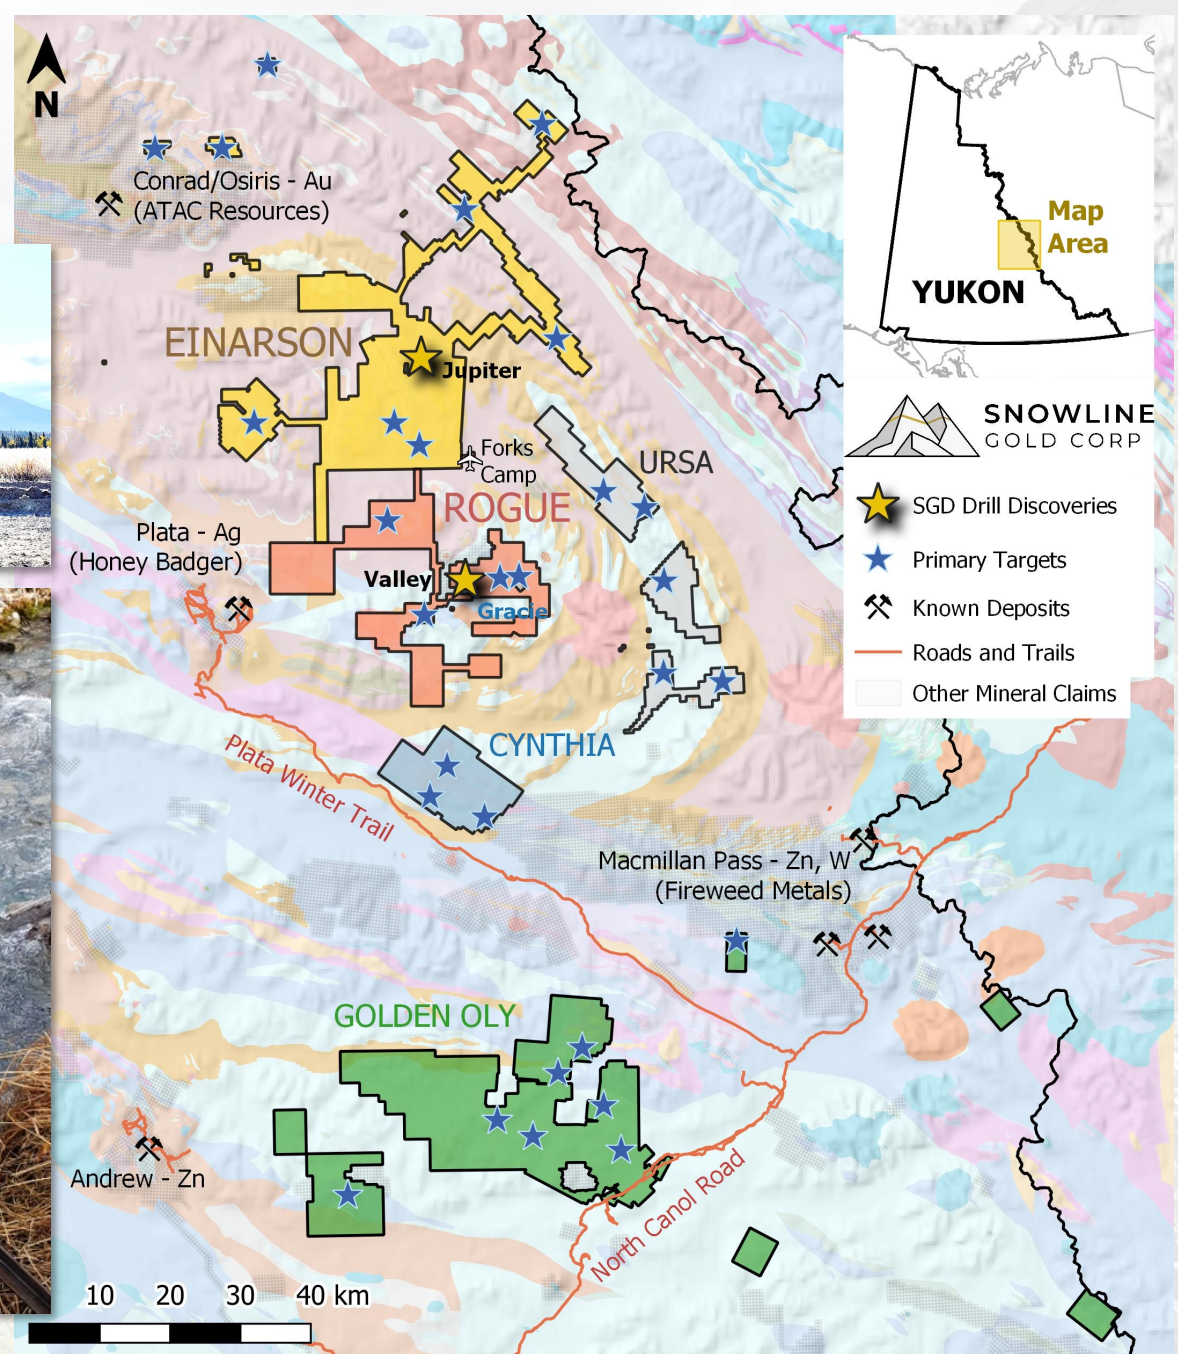 N
Conrad/Osiris - Au
(ATAC Resources)
Map
Area
YUKON
EINARSON
Jupiter
SNOWLINE
GOLD CORP
Forks
Camp
URSA
SGD Drill Discoveries
ROGUE
Plata - Ag
(Honey Badger)
Primary Targets
Valley
Gracie
Known Deposits
Roads and Trails
Other Mineral Claims
CYNTHIA
Plata Winter Trail
Macmillan Pass - Zn, W
(Fireweed Metals)
GOLDEN OLY
Andrew - Zn
North Canol Road
10 20 30 40 km